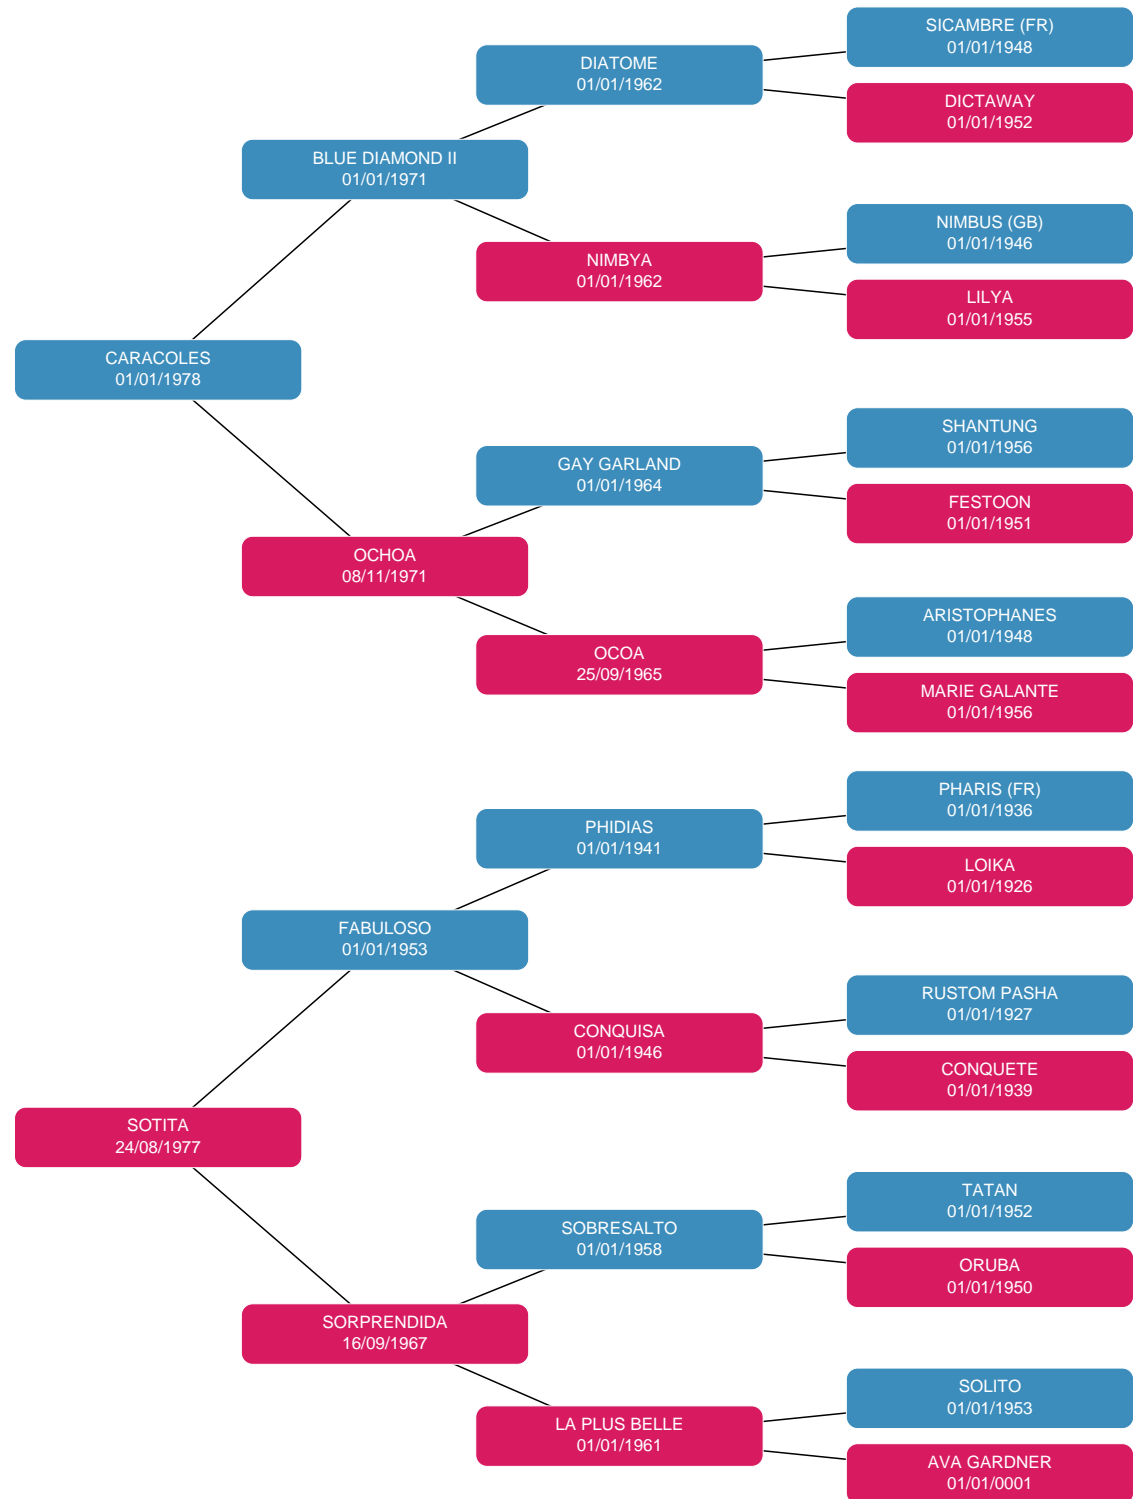 SICAMBRE (FR)
01/01/1948
DIATOME
01/01/1962
DICTAWAY
01/01/1952
BLUE DIAMOND II
01/01/1971
NIMBUS (GB)
01/01/1946
NIMBYA
01/01/1962
LILYA
01/01/1955
CARACOLES
01/01/1978
SHANTUNG
01/01/1956
GAY GARLAND
01/01/1964
FESTOON
01/01/1951
OCHOA
08/11/1971
ARISTOPHANES
01/01/1948
OCOA
25/09/1965
MARIE GALANTE
01/01/1956
PHARIS (FR)
01/01/1936
PHIDIAS
01/01/1941
LOIKA
01/01/1926
FABULOSO
01/01/1953
RUSTOM PASHA
01/01/1927
CONQUISA
01/01/1946
CONQUETE
01/01/1939
SOTITA
24/08/1977
TATAN
01/01/1952
SOBRESALTO
01/01/1958
ORUBA
01/01/1950
SORPRENDIDA
16/09/1967
SOLITO
01/01/1953
LA PLUS BELLE
01/01/1961
AVA GARDNER
01/01/0001